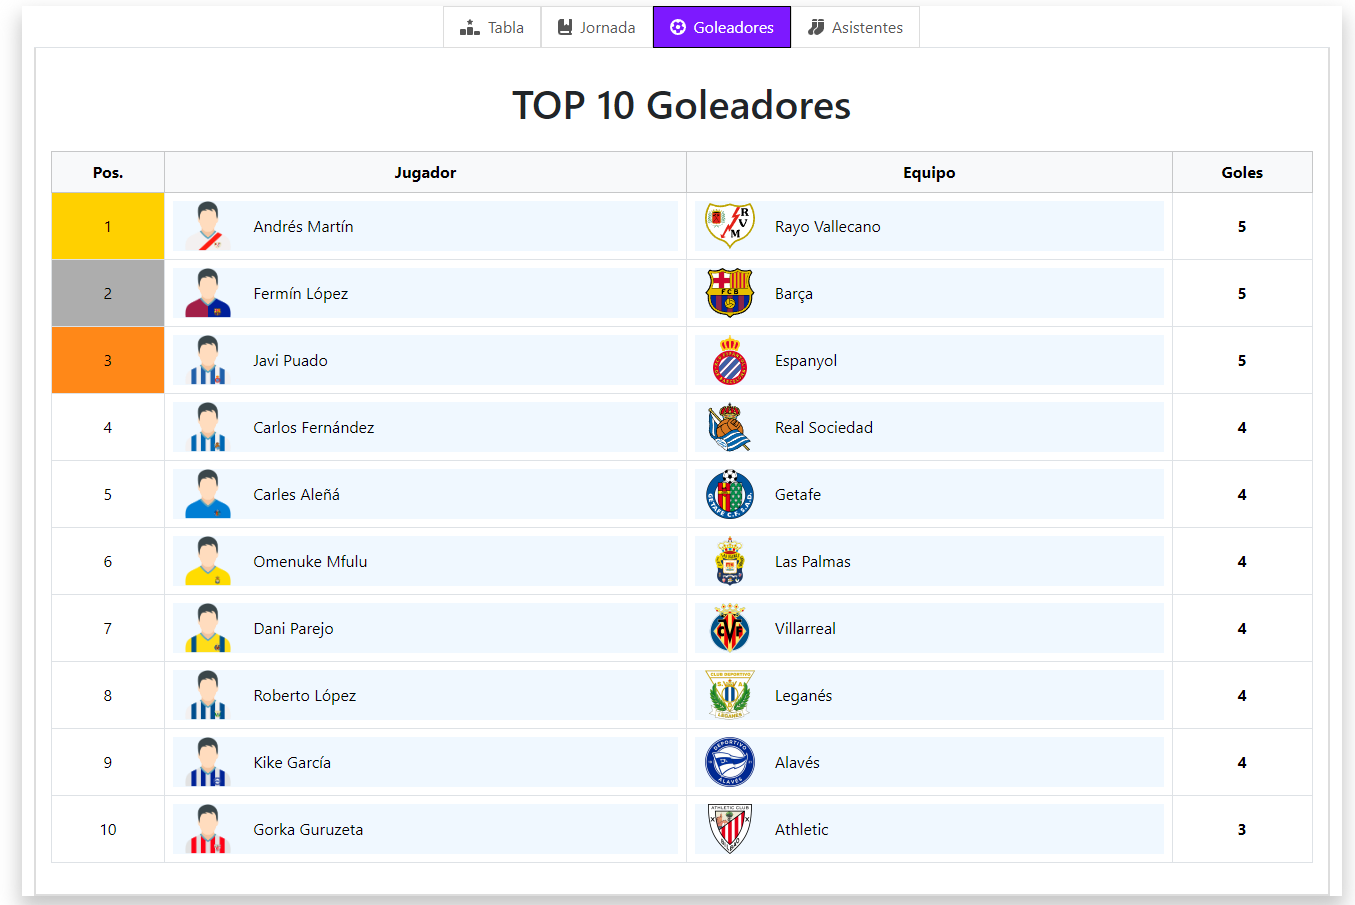 Tabla Jornada Goleadores Asistentes
TOP 10 Goleadores
Pos. Jugador Equipo Goles
1 Andrés Martín Rayo Vallecano 5
2 Fermín López Barça 5
3 Javi Puado Espanyol 5
4 Carlos Fernández Real Sociedad 4
5 Carles Aleñá Getafe 4
6 Omenuke Mfulu Las Palmas 4
7 Dani Parejo Villarreal 4
8 Roberto López Leganés 4
9 Kike García Alavés 4
10 Gorka Guruzeta Athletic 3